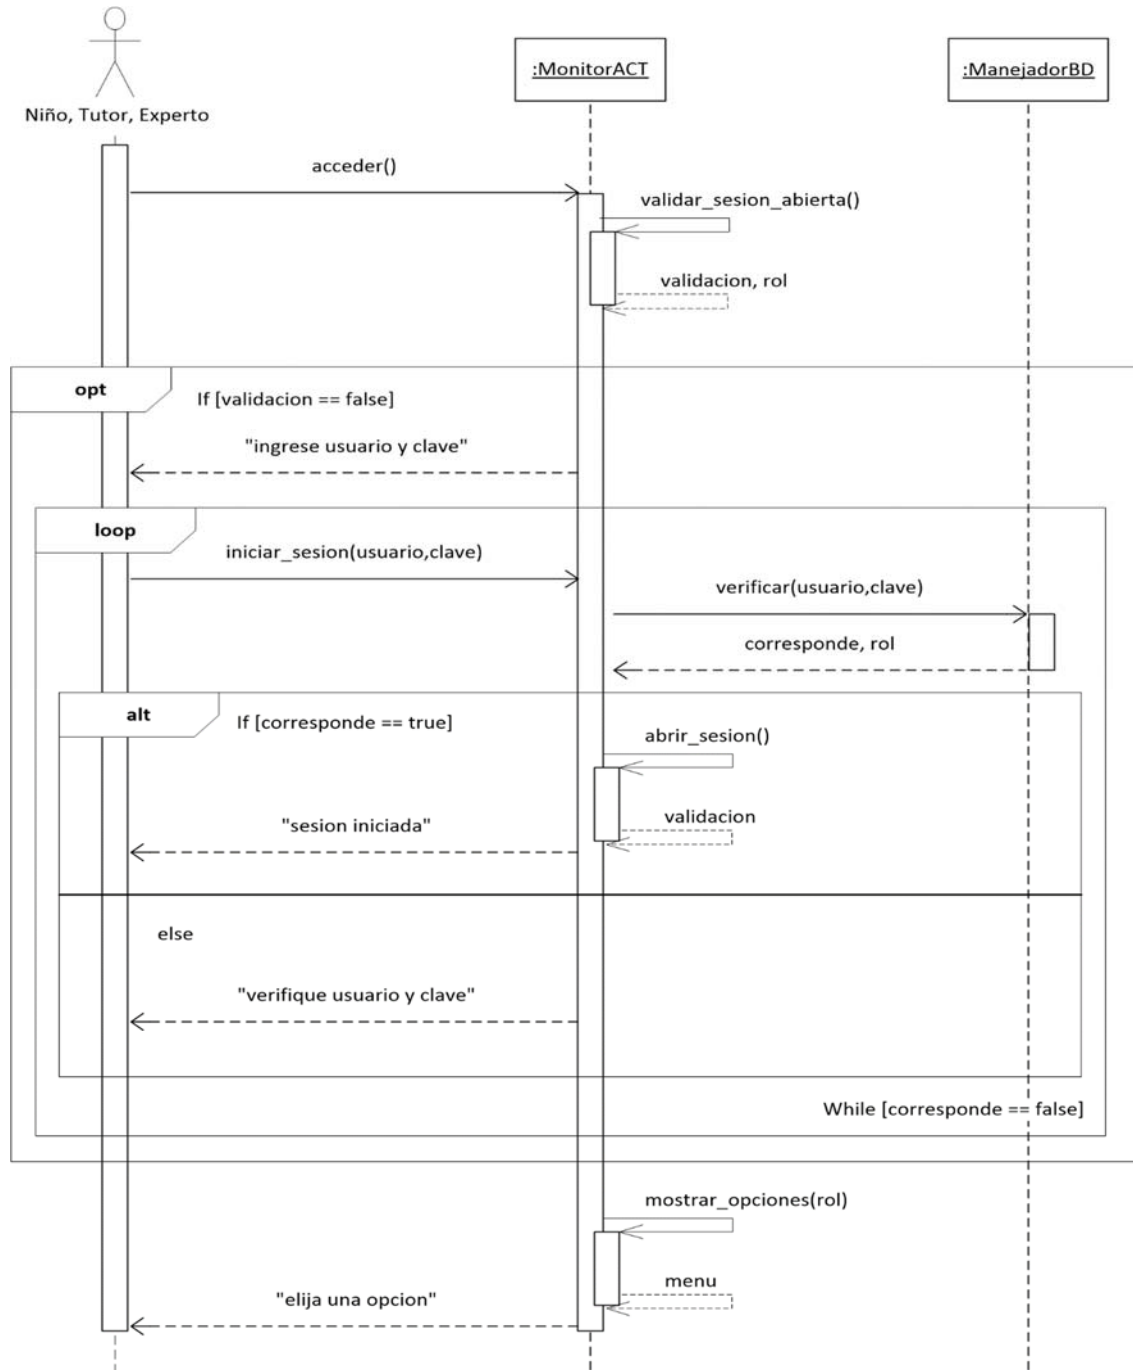 :MonitorACT
:ManejadorBD
Niño, Tutor, Experto
acceder()
validar_sesion_abierta()
validacion, rol
opt
If [validacion == false]
"ingrese usuario y clave"
loop
iniciar_sesion(usuario,clave)
verificar(usuario,clave)
corresponde, rol
alt
If [corresponde == true]
abrir_sesion()
validacion
"sesion iniciada"
else
"verifique usuario y clave"
While [corresponde == false]
mostrar_opciones(rol)
menu
"elija una opcion"